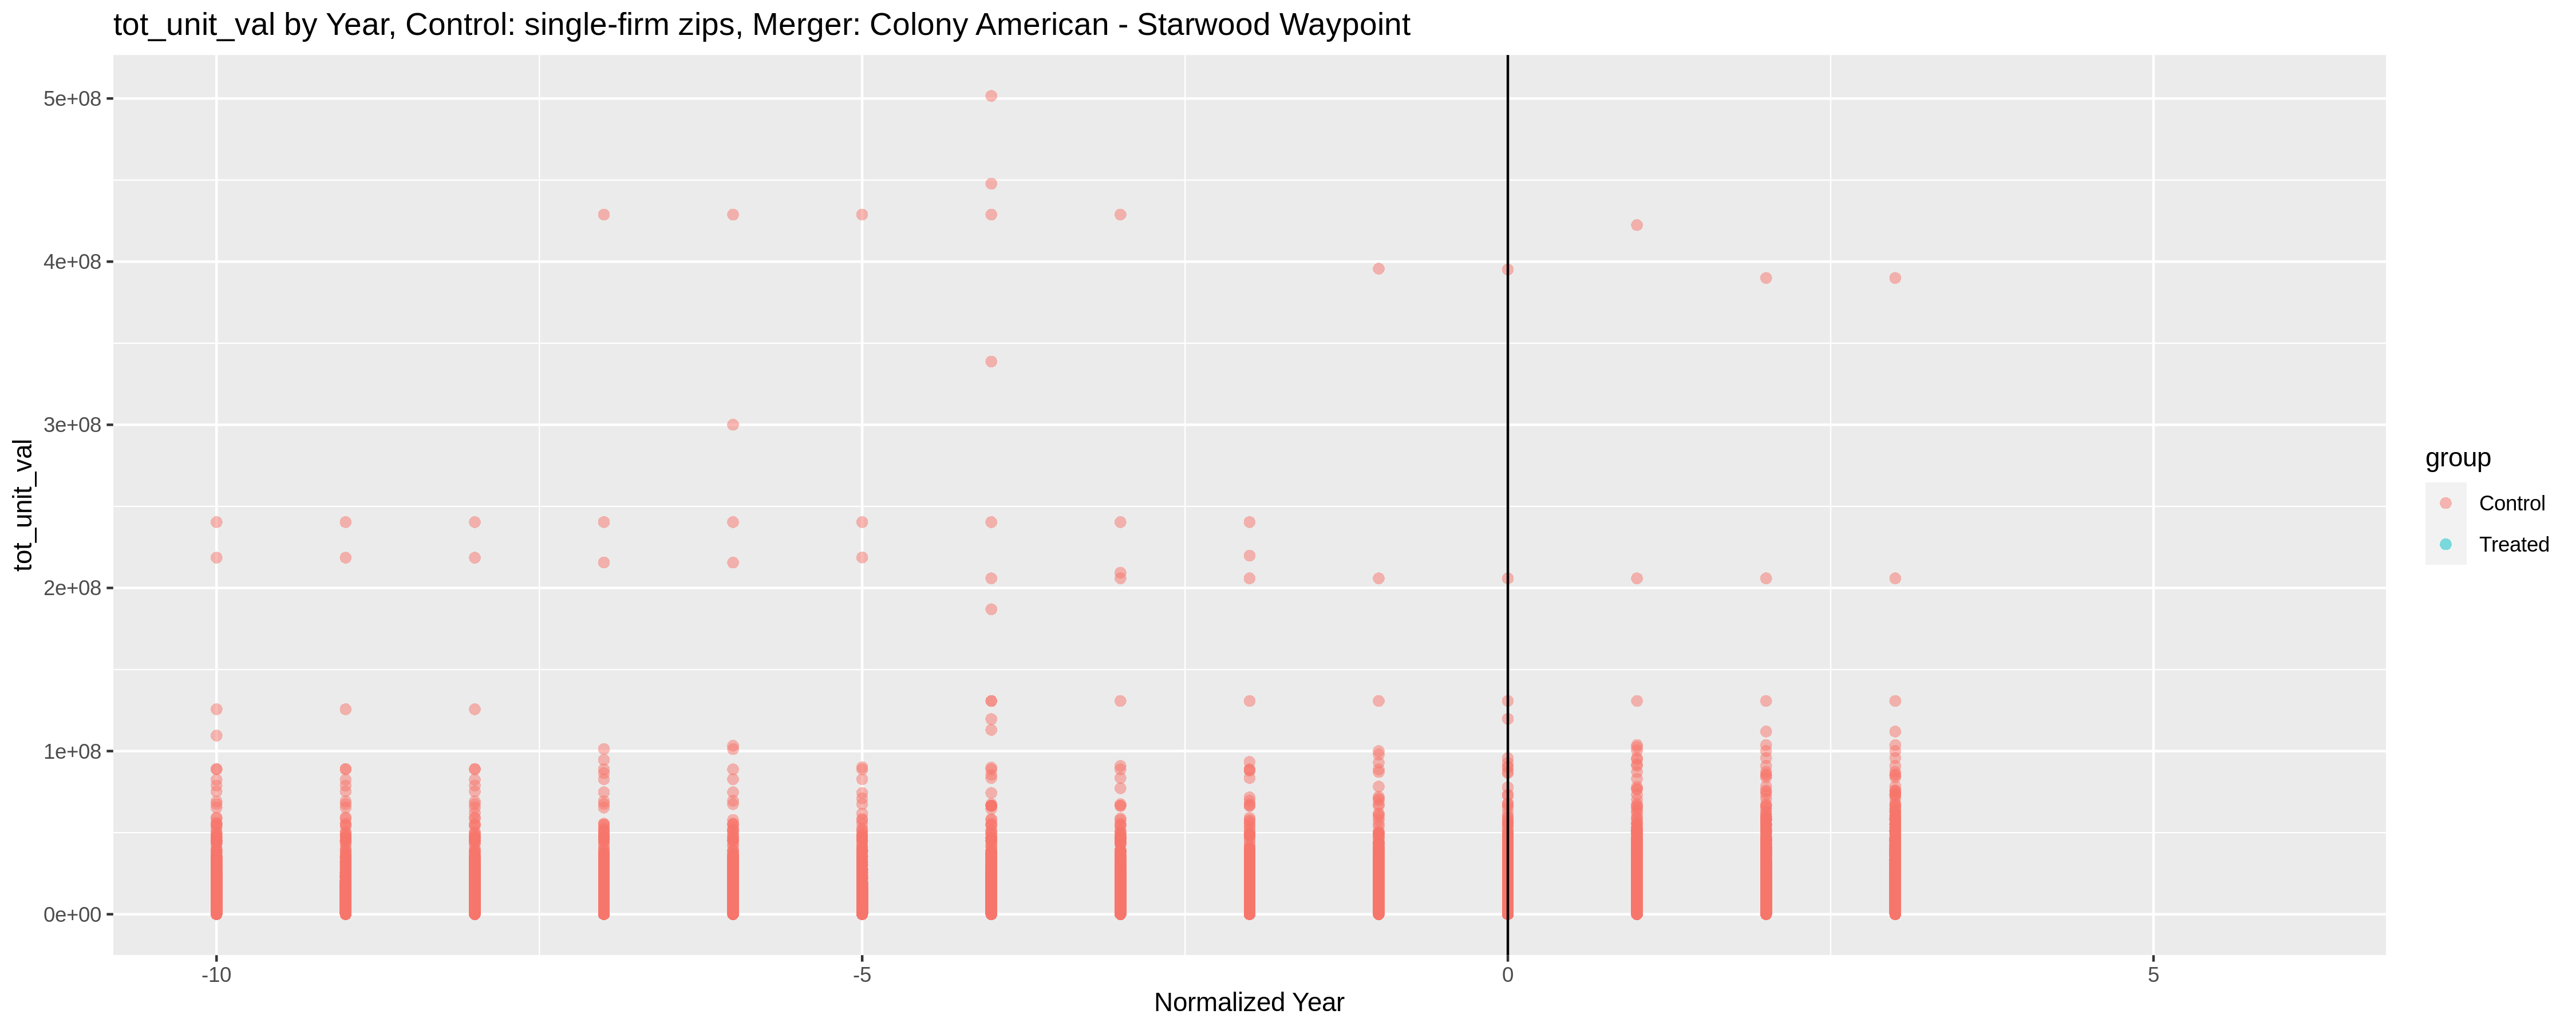 tot_unit_val by Year, Control: single-firm zips, Merger: Colony American - Starwood Waypoint
tot_unit_val
5e+08
4e+08
3e+08
2e+08
1e+08
0e+00
-10
-5
0
5
Normalized Year
group
Control
Treated